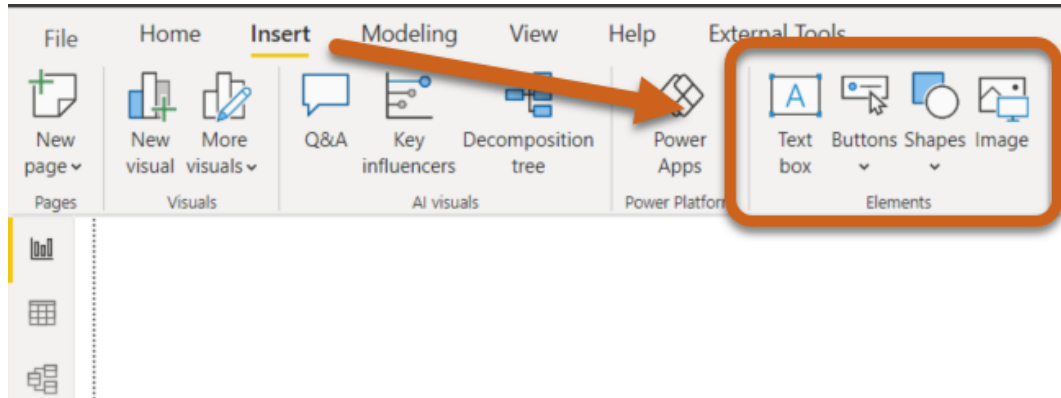 File Home Insert Modeling View Help External Tools
New page New visual More visuals Q&A Key influencers Decomposition tree Power Apps A Text box Buttons Shapes Image
Pages Visuals AI visuals Power Platform Elements